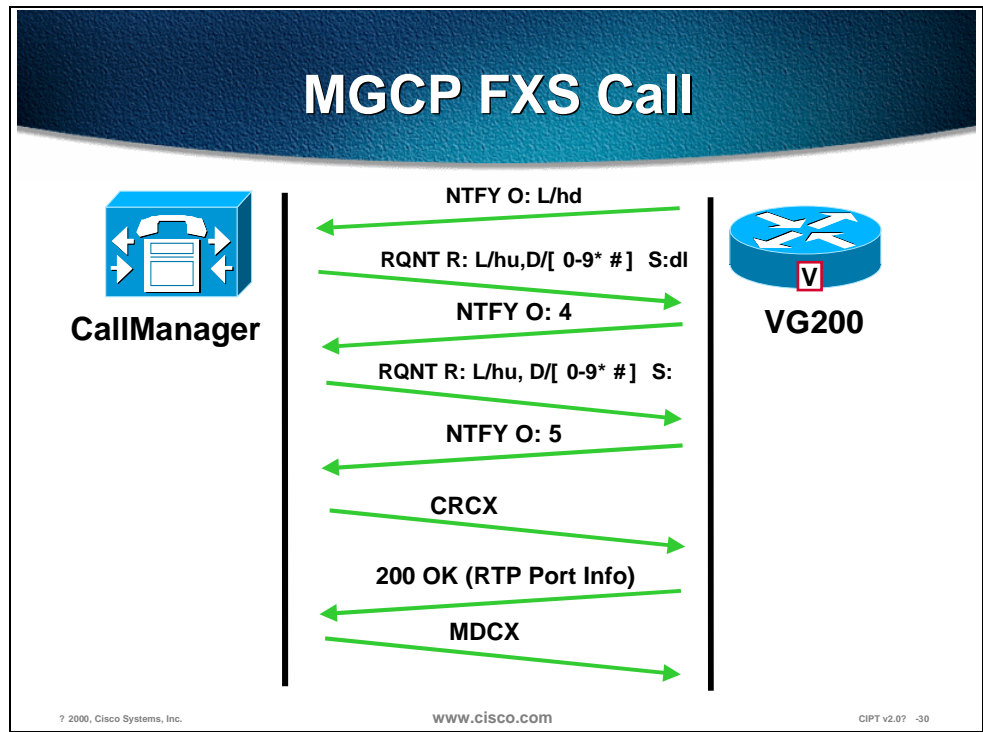 MGCP FXS Call
NTFY O: L/hd
RQNT R: L/hu,D/[ 0-9* #] S:dl
V
CallManager
NTFY O: 4
VG200
RQNT R: L/hu, D/[ 0-9* #] S:
NTFY O: 5
CRCX
200 OK (RTP Port Info)
MDCX
? 2000, Cisco Systems, Inc.
www.cisco.com
CIPT v2.0? -30